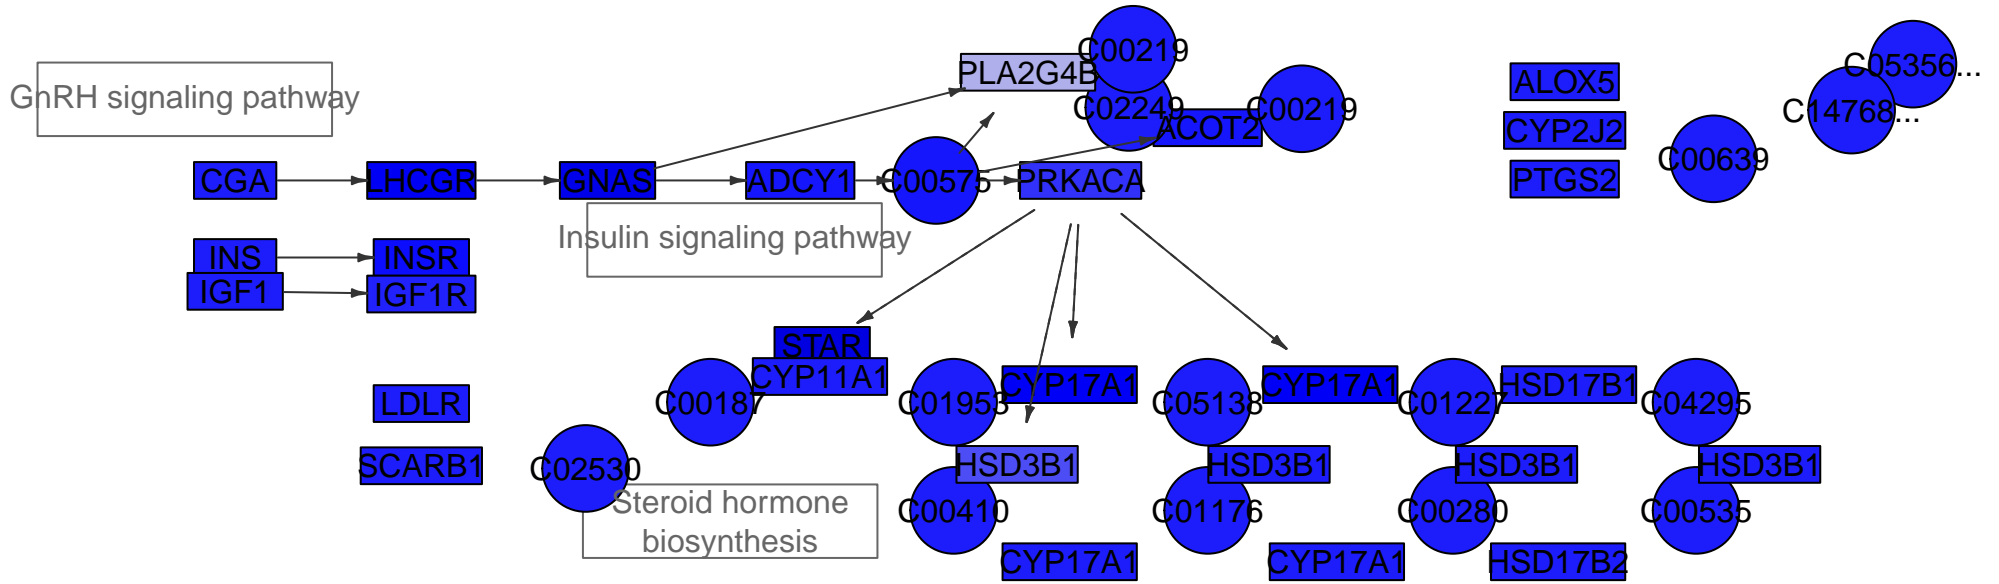 C00219
C05356...
PLA2G4B
ALOX5
GnRH signaling pathway
C02249
C00219
C14768...
ACOT2
CYP2J2
C00639
CGA
LHCGR
GNAS
ADCY1
C00575
PRKACA
PTGS2
Insulin signaling pathway
INS
INSR
IGF1
IGF1R
STAR
CYP11A1
CYP17A1
CYP17A1
HSD17B1
LDLR
C00187
C01953
C05138
C01227
C04295
SCARB1
C02530
HSD3B1
HSD3B1
HSD3B1
HSD3B1
Steroid hormone
biosynthesis
C00410
C01176
C00280
C00535
CYP17A1
CYP17A1
HSD17B2